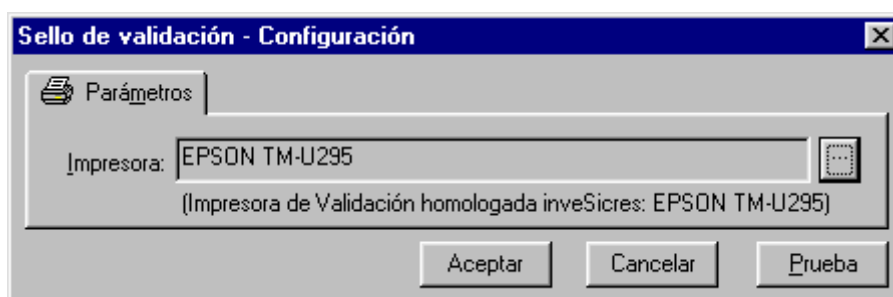 Sello de validación - Configuración
Parámetros
Impresora: EPSON TM-U295 ...
(Impresora de Validación homologada inveSicres: EPSON TM-U295)
Aceptar Cancelar Prueba